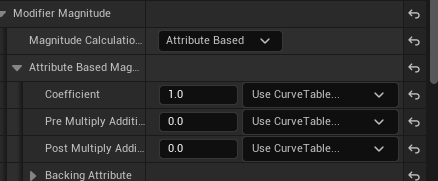 Modifier Magnitude
Magnitude Calculatio... Attribute Based
Attribute Based Mag...
Coefficient 1.0 Use CurveTable...
Pre Multiply Additi... 0.0 Use CurveTable...
Post Multiply Addi... 0.0 Use CurveTable...
Backing Attribute